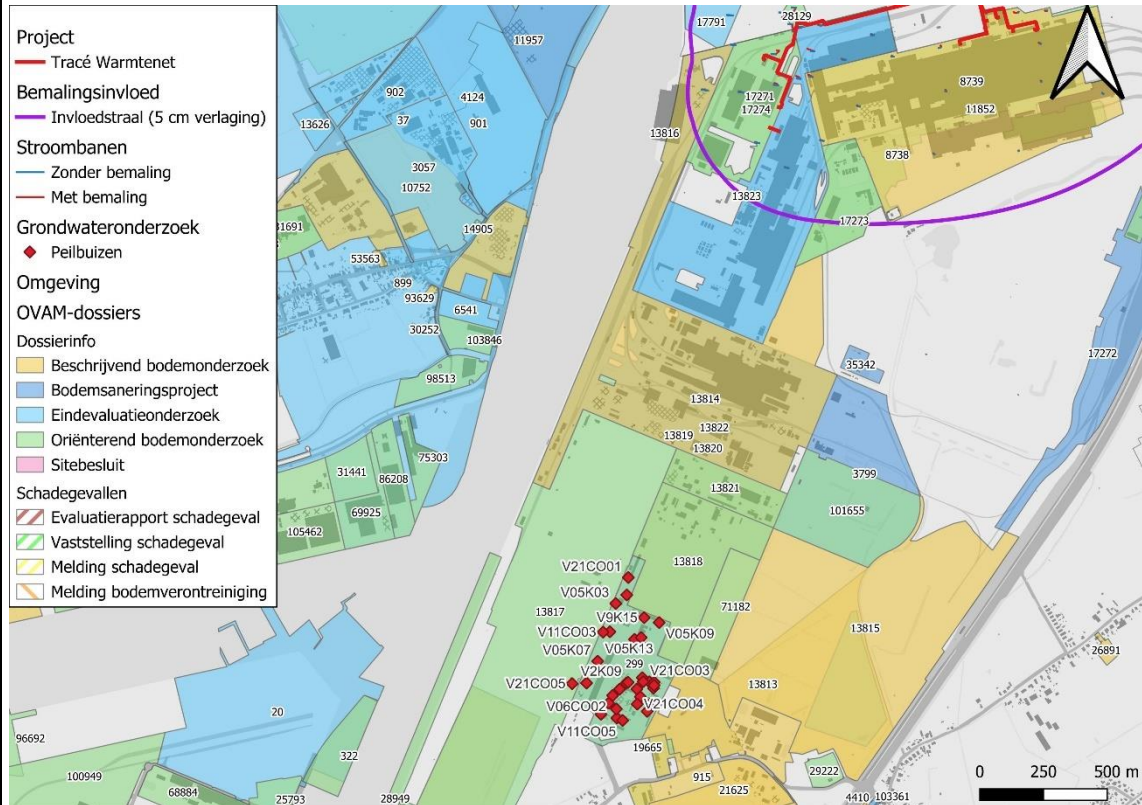 Project
Tracé Warmtenet
Bemalingsinvloed
Invloedstraal (5 cm verlaging)
Stroombanen
Zonder bemaling
Met bemaling
Grondwateronderzoek
Peilbuizen
Omgeving
OVAM-dossiers
Dossierinfo
Beschrijvend bodemonderzoek
Bodemsaneringsproject
Eindevaluatieonderzoek
Oriënterend bodemonderzoek
Sitebesluit
Schadegevallen
Evaluatierapport schadegeval
Vaststelling schadegeval
Melding schadegeval
Melding bodemverontreiniging
17791
28129
11957
902
4124
8739
17271
17274
11852
13626
37
901
13816
3057
8738
10752
13823
31691
14905
17273
53563
899
93629
6541
17272
30252
103846
35342
98513
13814
13822
13819
13820
75303
31441
3799
86208
13821
101655
69925
105462
13818
V21CO01
V05K03
71182
13817
V9K15
V11CO03
V05K09
13815
V05K07
V05K13
26891
299
V2K09
V21CO03
V21CO05
13813
V06CO02
V21CO04
20
V11CO05
96692
19665
322
100949
915
29222
68884
21625
25793
28949
4410
103361
0 250 500 m